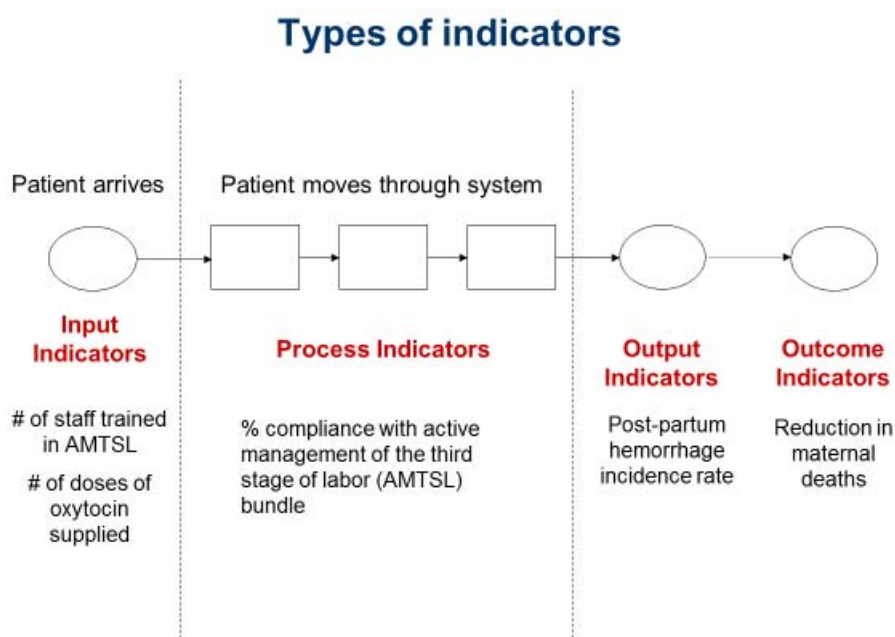 Types of indicators
Patient arrives
Patient moves through system
Input
Indicators
Process Indicators
Output
Indicators
Outcome
Indicators
# of staff trained
in AMTSL
# of doses of
oxytocin
supplied
% compliance with active
management of the third
stage of labor (AMTSL)
bundle
Post-partum
hemorrhage
incidence rate
Reduction in
maternal
deaths